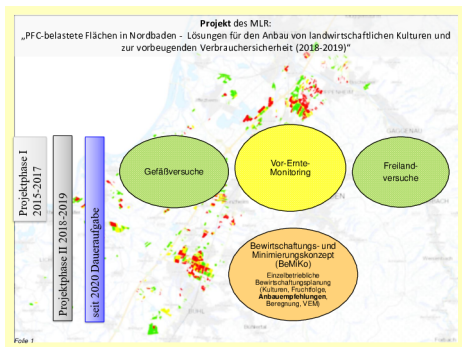 Projekt des MLR:
„PFC-belastete Flächen in Nordbaden - Lösungen für den Anbau von landwirtschaftlichen Kulturen und
zur vorbeugenden Verbrauchersicherheit (2018-2019)“
Projektphase I
2015-2017
Projektphase II 2018-2019
seit 2020 Daueraufgabe
Gefäßversuche
Vor-Ernte-
Monitoring
Freiland-
versuche
Bewirtschaftungs- und
Minimierungskonzept
(BeMiKo)
Einzelbetriebliche
Bewirtschaftungsplanung
(Kulturen, Fruchtfolge,
Anbauempfehlungen,
Beregnung, VEM)
Folie 1